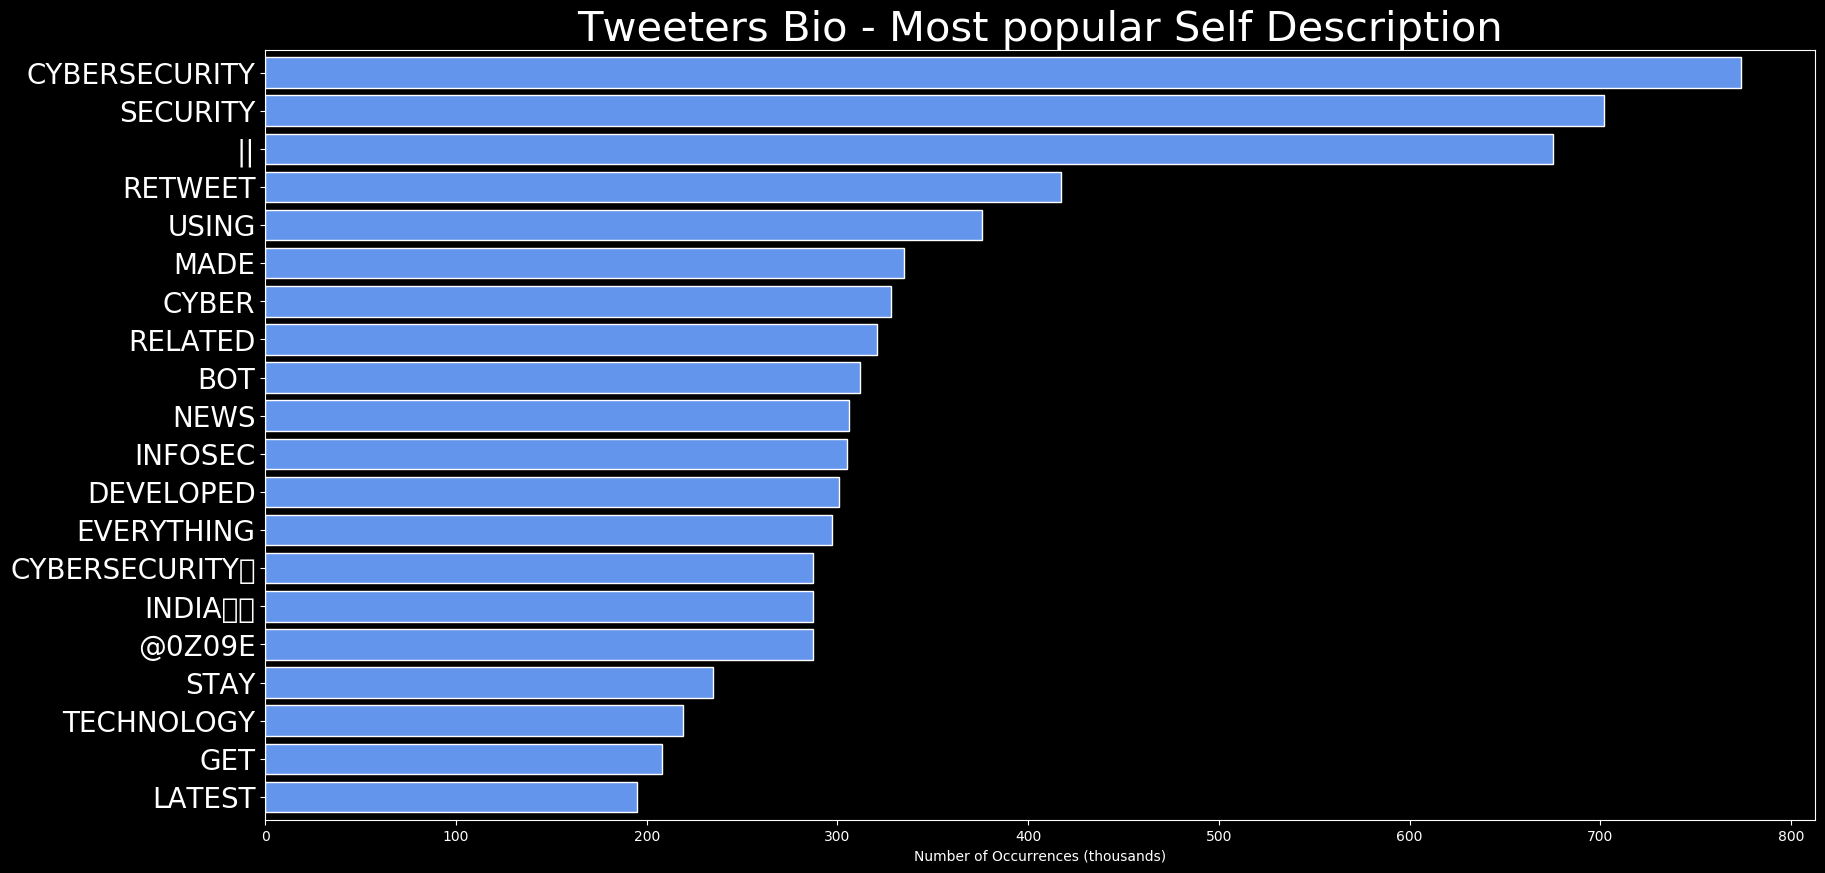 Tweeters Bio - Most popular Self Description
CYBERSECURITY
SECURITY
||
RETWEET
USING
MADE
CYBER
RELATED
BOT
NEWS
INFOSEC
DEVELOPED
EVERYTHING
CYBERSECURITY▯
INDIA▯▯
@0Z09E
STAY
TECHNOLOGY
GET
LATEST
0 100 200 300 400 500 600 700 800
Number of Occurrences (thousands)